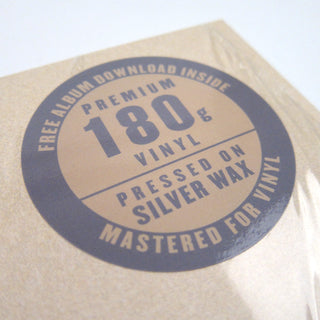 FREE ALBUM DOWNLOAD INSIDE
PREMIUM
180g
VINYL
PRESSED ON
SILVER WAX
MASTERED FOR VINYL